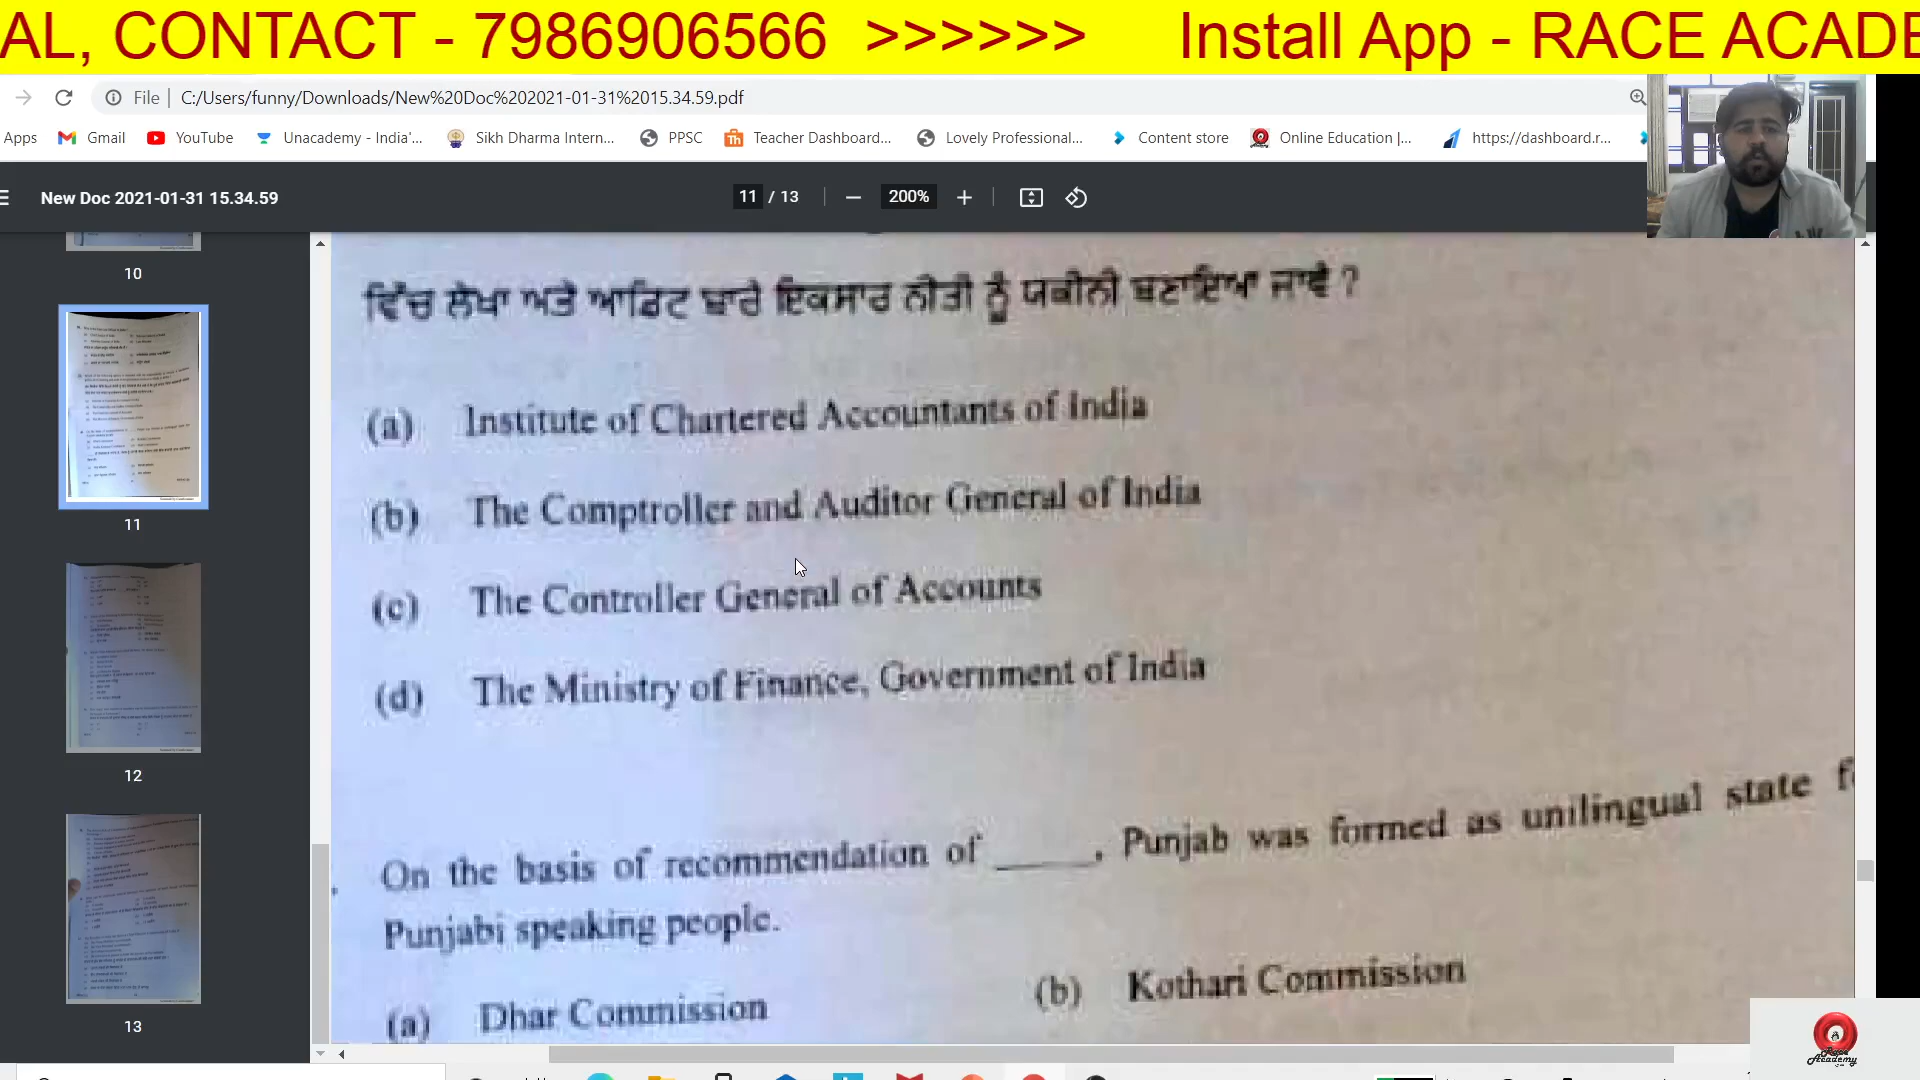 AL, CONTACT - 7986906566 >>>>>> Install App - RACE ACADE
File C:/Users/funny/Downloads/New%20Doc%202021-01-31%2015.34.59.pdf
Apps Gmail YouTube Unacademy - India'... Sikh Dharma Intern... PPSC Teacher Dashboard... Lovely Professional... Content store Online Education |... https://dashboard.r...
New Doc 2021-01-31 15.34.59 11 / 13 200%
10
11
12
13
ਵਿੱਚ ਲੇਖਾ ਅਤੇ ਆਡਿਟ ਬਾਰੇ ਇਕਸਾਰ ਨੀਤੀ ਨੂੰ ਯਕੀਨੀ ਬਣਾਇਆ ਜਾਵੇ ?
(a) Institute of Chartered Accountants of India
(b) The Comptroller and Auditor General of India
(c) The Controller General of Accounts
(d) The Ministry of Finance, Government of India
On the basis of recommendation of _____, Punjab was formed as unilingual state f
Punjabi speaking people.
(a) Dhar Commission (b) Kothari Commission
Race
Academy